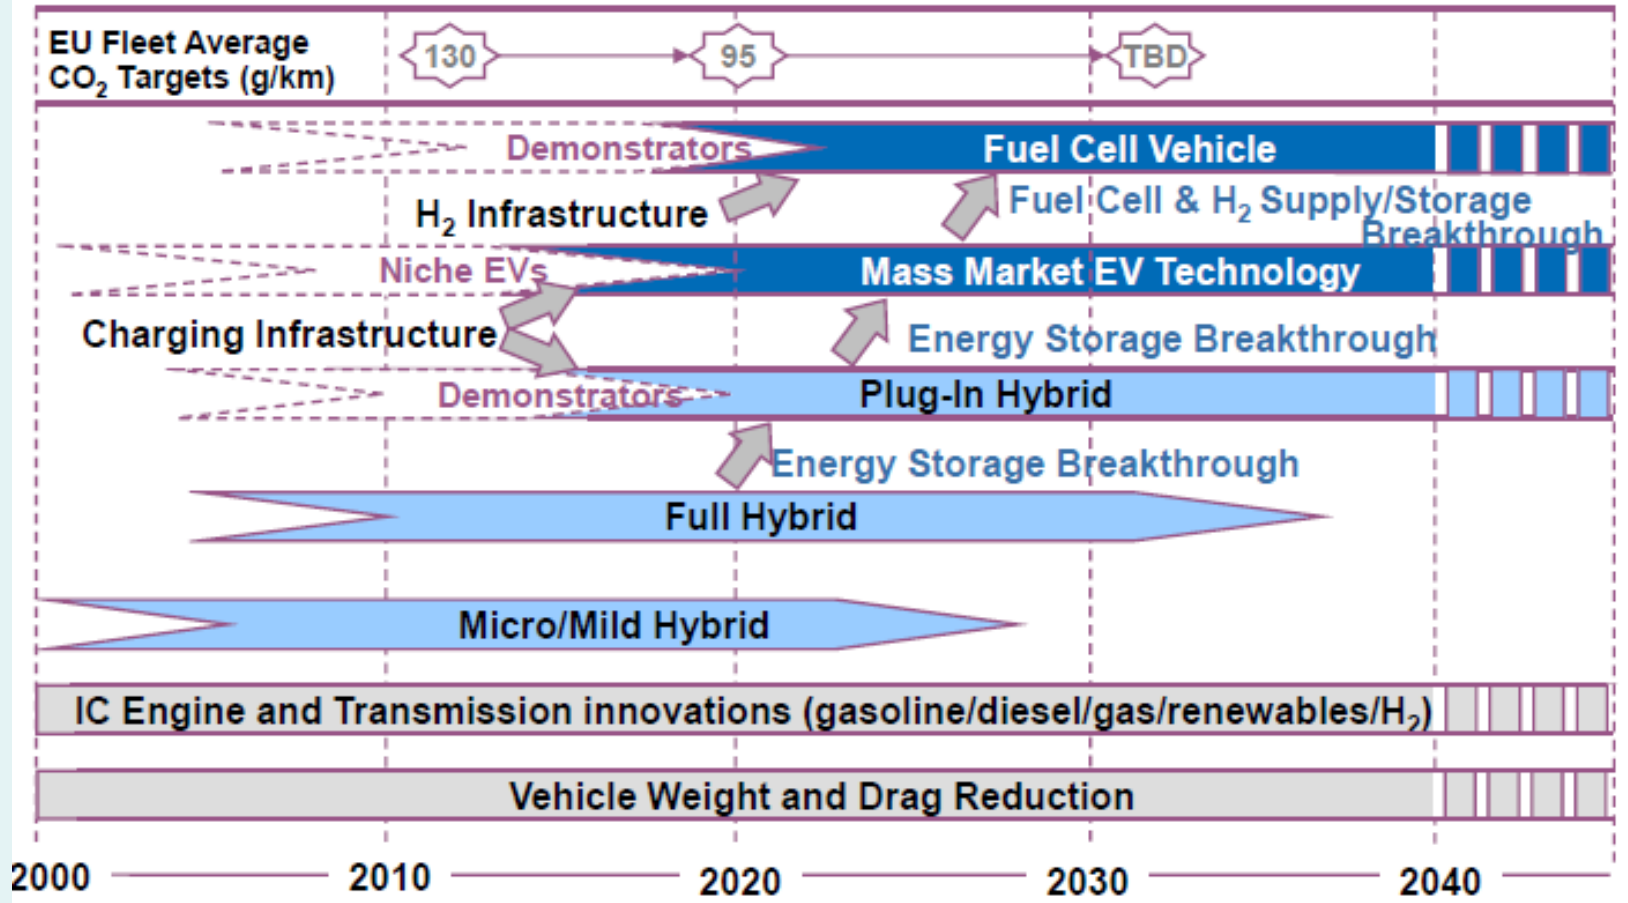 EU Fleet Average
CO₂ Targets (g/km)
130
95
TBD
Demonstrators
Fuel Cell Vehicle
H₂ Infrastructure
Fuel Cell & H₂ Supply/Storage
Breakthrough
Niche EVs
Mass Market EV Technology
Charging Infrastructure
Energy Storage Breakthrough
Demonstrators
Plug-In Hybrid
Energy Storage Breakthrough
Full Hybrid
Micro/Mild Hybrid
IC Engine and Transmission innovations (gasoline/diesel/gas/renewables/H₂)
Vehicle Weight and Drag Reduction
2000
2010
2020
2030
2040